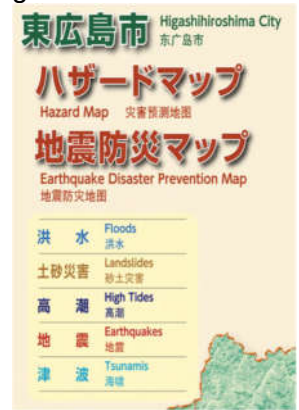 東広島市 Higashihiroshima City
东广岛市
ハザードマップ
Hazard Map 灾害预测地图
地震防災マップ
Earthquake Disaster Prevention Map
地震防灾地图
洪水 Floods
洪水
土砂災害 Landslides
砂土灾害
高潮 High Tides
高潮
地震 Earthquakes
地震
津波 Tsunamis
海啸